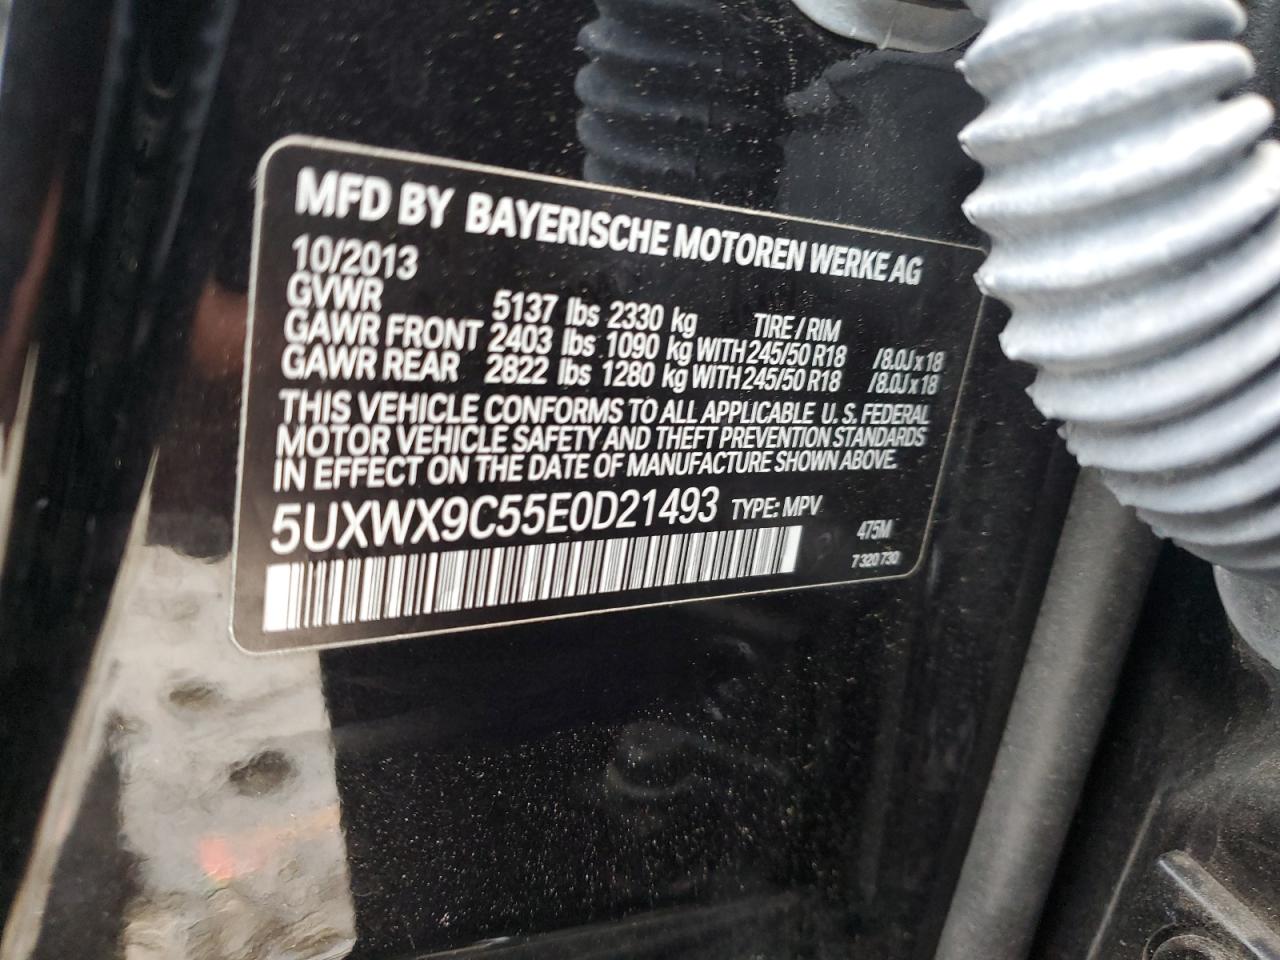 MFD BY BAYERISCHE MOTOREN WERKE AG
10/2013
GVWR 5137 lbs 2330 kg TIRE / RIM
GAWR FRONT 2403 lbs 1090 kg WITH 245/50 R18 /8.0J x 18
GAWR REAR 2822 lbs 1280 kg WITH 245/50 R18 /8.0J x 18
THIS VEHICLE CONFORMS TO ALL APPLICABLE U. S. FEDERAL
MOTOR VEHICLE SAFETY AND THEFT PREVENTION STANDARDS
IN EFFECT ON THE DATE OF MANUFACTURE SHOWN ABOVE.
5UXWX9C55E0D21493 TYPE: MPV
475M
7 320 730